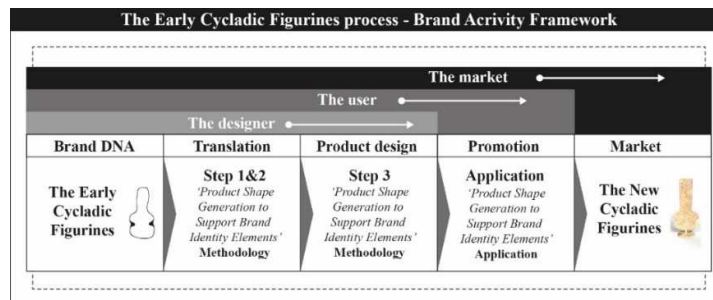 The Early Cycladic Figurines process - Brand Acrivity Framework
The market
The user
The designer
Brand DNA
Translation
Product design
Promotion
Market
The Early
Cycladic
Figurines
Step 1&2
'Product Shape
Generation to
Support Brand
Identity Elements'
Methodology
Step 3
'Product Shape
Generation to
Support Brand
Identity Elements'
Methodology
Application
'Product Shape
Generation to
Support Brand
Identity Elements'
Application
The New
Cycladic
Figurines